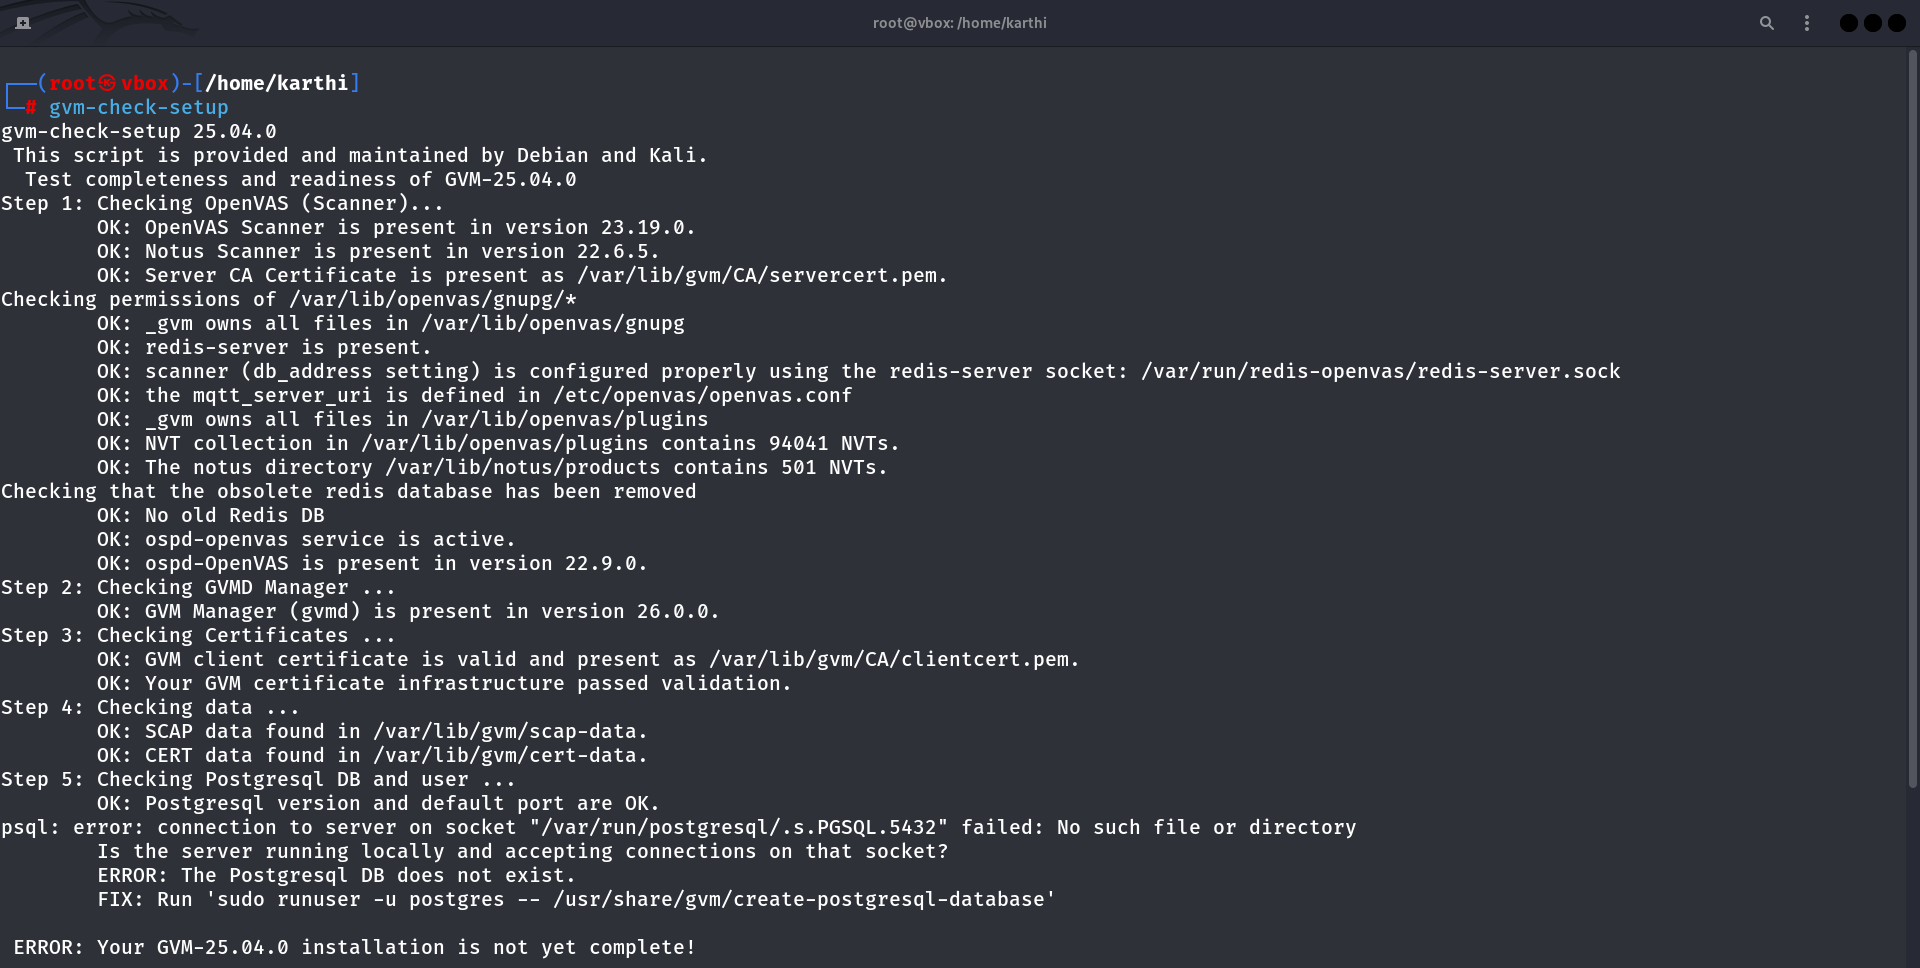 root@vbox: /home/karthi
┌──(root㉿vbox)-[/home/karthi]
└─# gvm-check-setup
gvm-check-setup 25.04.0
 This script is provided and maintained by Debian and Kali.
  Test completeness and readiness of GVM-25.04.0
Step 1: Checking OpenVAS (Scanner)...
        OK: OpenVAS Scanner is present in version 23.19.0.
        OK: Notus Scanner is present in version 22.6.5.
        OK: Server CA Certificate is present as /var/lib/gvm/CA/servercert.pem.
Checking permissions of /var/lib/openvas/gnupg/*
        OK: _gvm owns all files in /var/lib/openvas/gnupg
        OK: redis-server is present.
        OK: scanner (db_address setting) is configured properly using the redis-server socket: /var/run/redis-openvas/redis-server.sock
        OK: the mqtt_server_uri is defined in /etc/openvas/openvas.conf
        OK: _gvm owns all files in /var/lib/openvas/plugins
        OK: NVT collection in /var/lib/openvas/plugins contains 94041 NVTs.
        OK: The notus directory /var/lib/notus/products contains 501 NVTs.
Checking that the obsolete redis database has been removed
        OK: No old Redis DB
        OK: ospd-openvas service is active.
        OK: ospd-OpenVAS is present in version 22.9.0.
Step 2: Checking GVMD Manager ...
        OK: GVM Manager (gvmd) is present in version 26.0.0.
Step 3: Checking Certificates ...
        OK: GVM client certificate is valid and present as /var/lib/gvm/CA/clientcert.pem.
        OK: Your GVM certificate infrastructure passed validation.
Step 4: Checking data ...
        OK: SCAP data found in /var/lib/gvm/scap-data.
        OK: CERT data found in /var/lib/gvm/cert-data.
Step 5: Checking Postgresql DB and user ...
        OK: Postgresql version and default port are OK.
psql: error: connection to server on socket "/var/run/postgresql/.s.PGSQL.5432" failed: No such file or directory
        Is the server running locally and accepting connections on that socket?
        ERROR: The Postgresql DB does not exist.
        FIX: Run 'sudo runuser -u postgres -- /usr/share/gvm/create-postgresql-database'
 ERROR: Your GVM-25.04.0 installation is not yet complete!